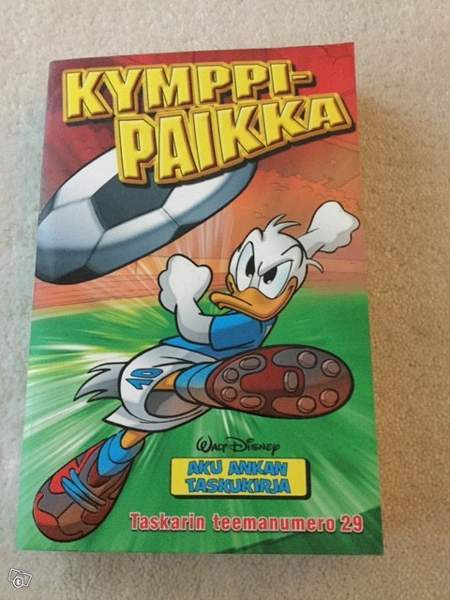 KYMPPI-
PAIKKA
10
WALT DISNEY
AKU ANKAN
TASKUKIRJA
Taskarin teemanumero 29